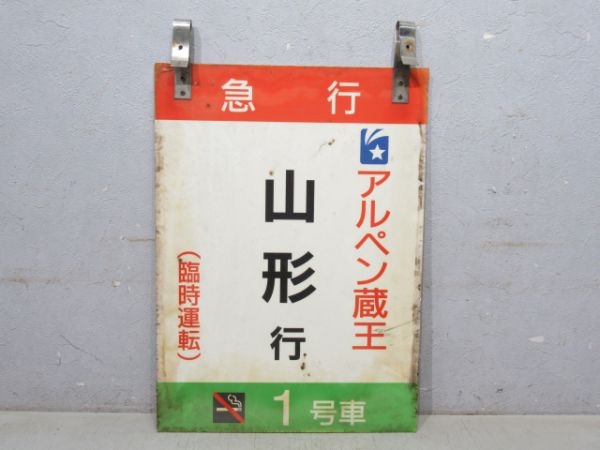 急行
アルペン蔵王
山形行
(臨時運転)
1号車